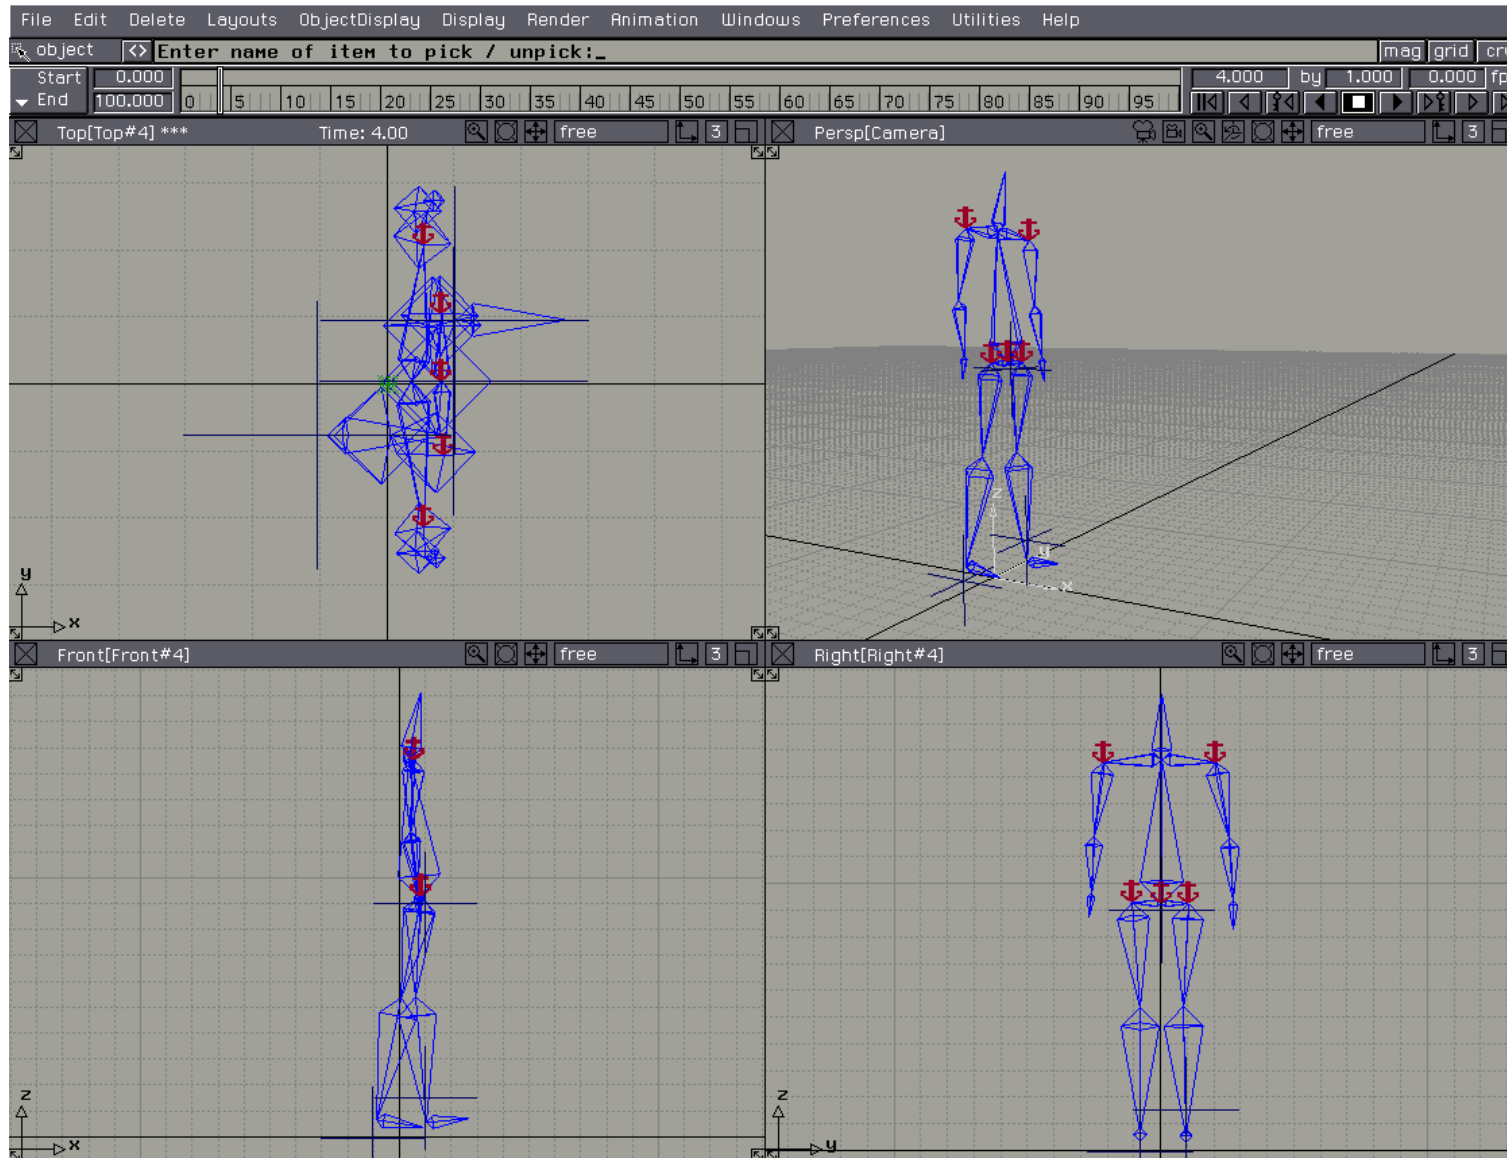 File Edit Delete Layouts ObjectDisplay Display Render Animation Windows Preferences Utilities Help
object <> Enter name of item to pick / unpick:_ mag grid cr
Start 0.000 4.000 by 1.000 0.000 fp
End 100.000 0 5 10 15 20 25 30 35 40 45 50 55 60 65 70 75 80 85 90 95
Top[Top#4] *** Time: 4.00 free 3 Persp[Camera] free 3
z
y
x
y
x
Front[Front#4] free 3 Right[Right#4] free 3
z z
x y